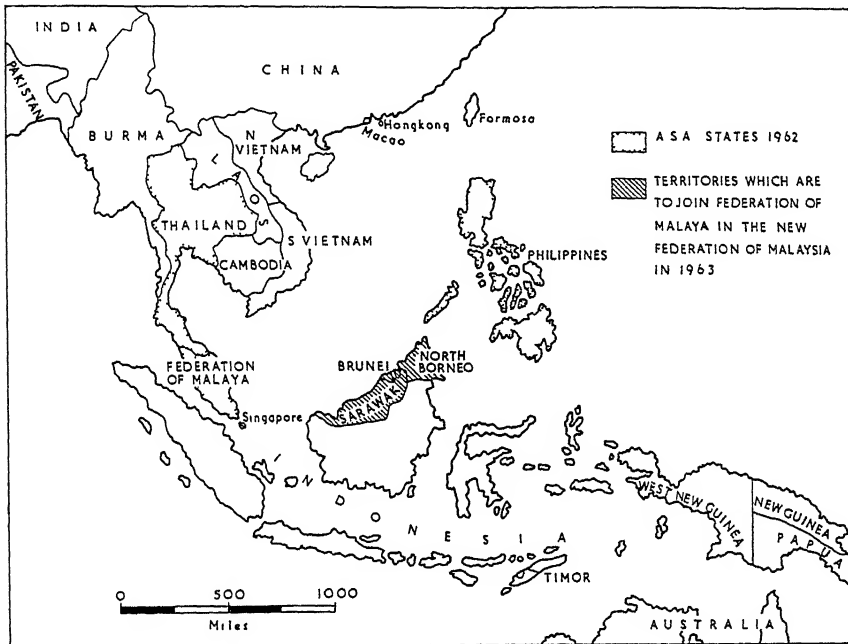 INDIA
PAKISTAN
CHINA
BURMA
N
VIETNAM
Hongkong
Macao
Formosa
ASA STATES 1962
TERRITORIES WHICH ARE
TO JOIN FEDERATION OF
MALAYA IN THE NEW
FEDERATION OF MALAYSIA
IN 1963
LAOS
THAILAND
S VIETNAM
CAMBODIA
PHILIPPINES
FEDERATION
OF MALAYA
BRUNEI
NORTH
BORNEO
SARAWAK
Singapore
INDONESIA
WEST NEW GUINEA
NEW GUINEA
PAPUA
TIMOR
AUSTRALIA
0 500 1000
Miles